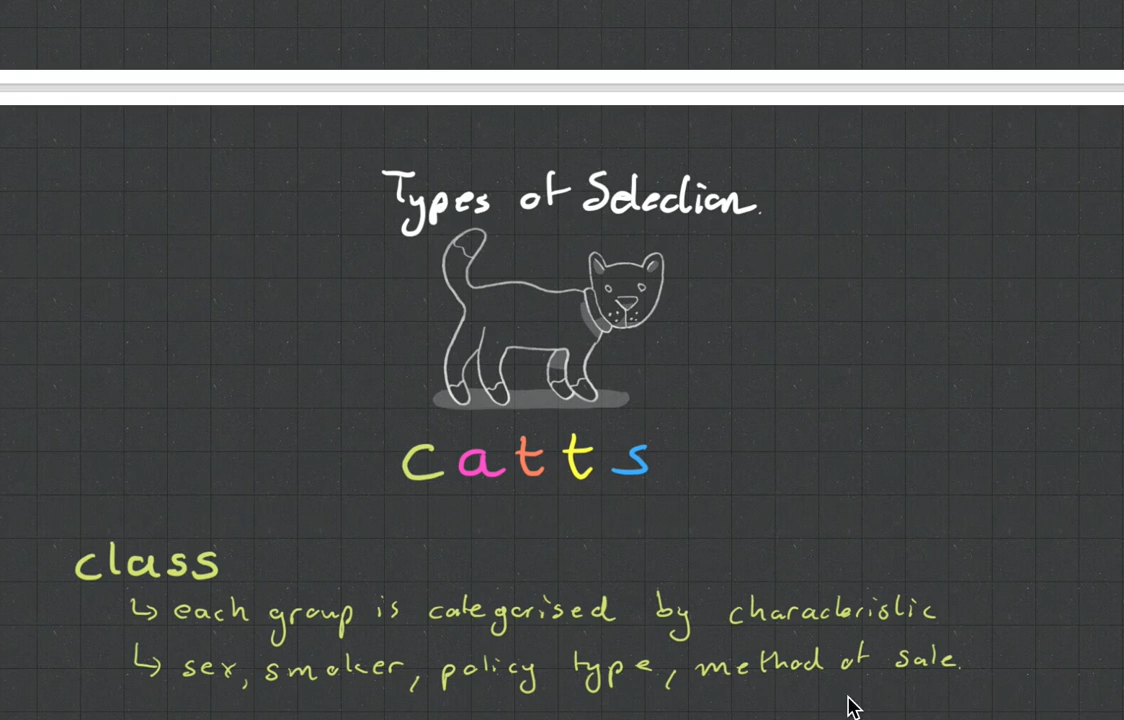 Types of Selection.
catts
class
↳ each group is categorised by characteristic
↳ sex, smoker, policy type, method of sale.